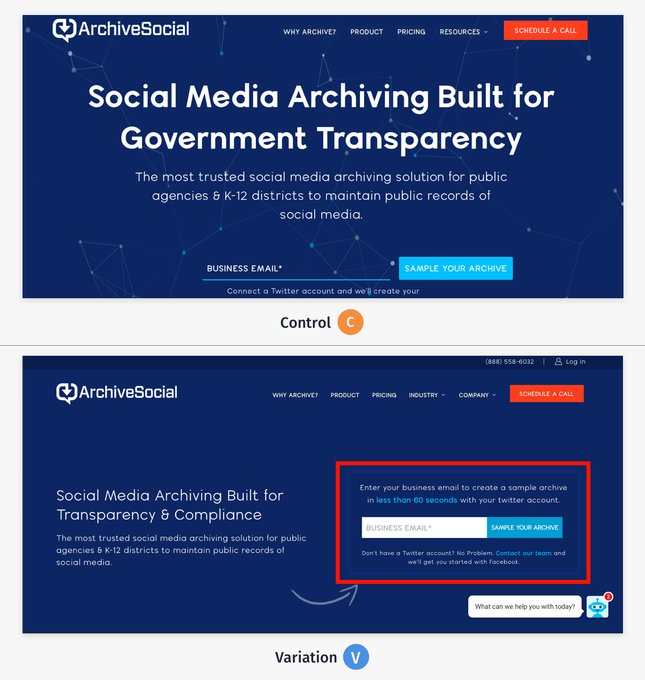 ArchiveSocial
WHY ARCHIVE? PRODUCT PRICING RESOURCES SCHEDULE A CALL
Social Media Archiving Built for
Government Transparency
The most trusted social media archiving solution for public
agencies & K-12 districts to maintain public records of
social media.
BUSINESS EMAIL* SAMPLE YOUR ARCHIVE
Connect a Twitter account and we'll create your
Control C
(888) 558-6032 | Log In
ArchiveSocial
WHY ARCHIVE? PRODUCT PRICING INDUSTRY COMPANY SCHEDULE A CALL
Social Media Archiving Built for
Transparency & Compliance
The most trusted social media archiving solution for public
agencies & K-12 districts to maintain public records of
social media.
Enter your business email to create a sample archive
in less than 60 seconds with your twitter account.
BUSINESS EMAIL* SAMPLE YOUR ARCHIVE
Don't have a Twitter account? No Problem. Contact our team and
we'll get you started with Facebook.
What can we help you with today?
2
Variation V